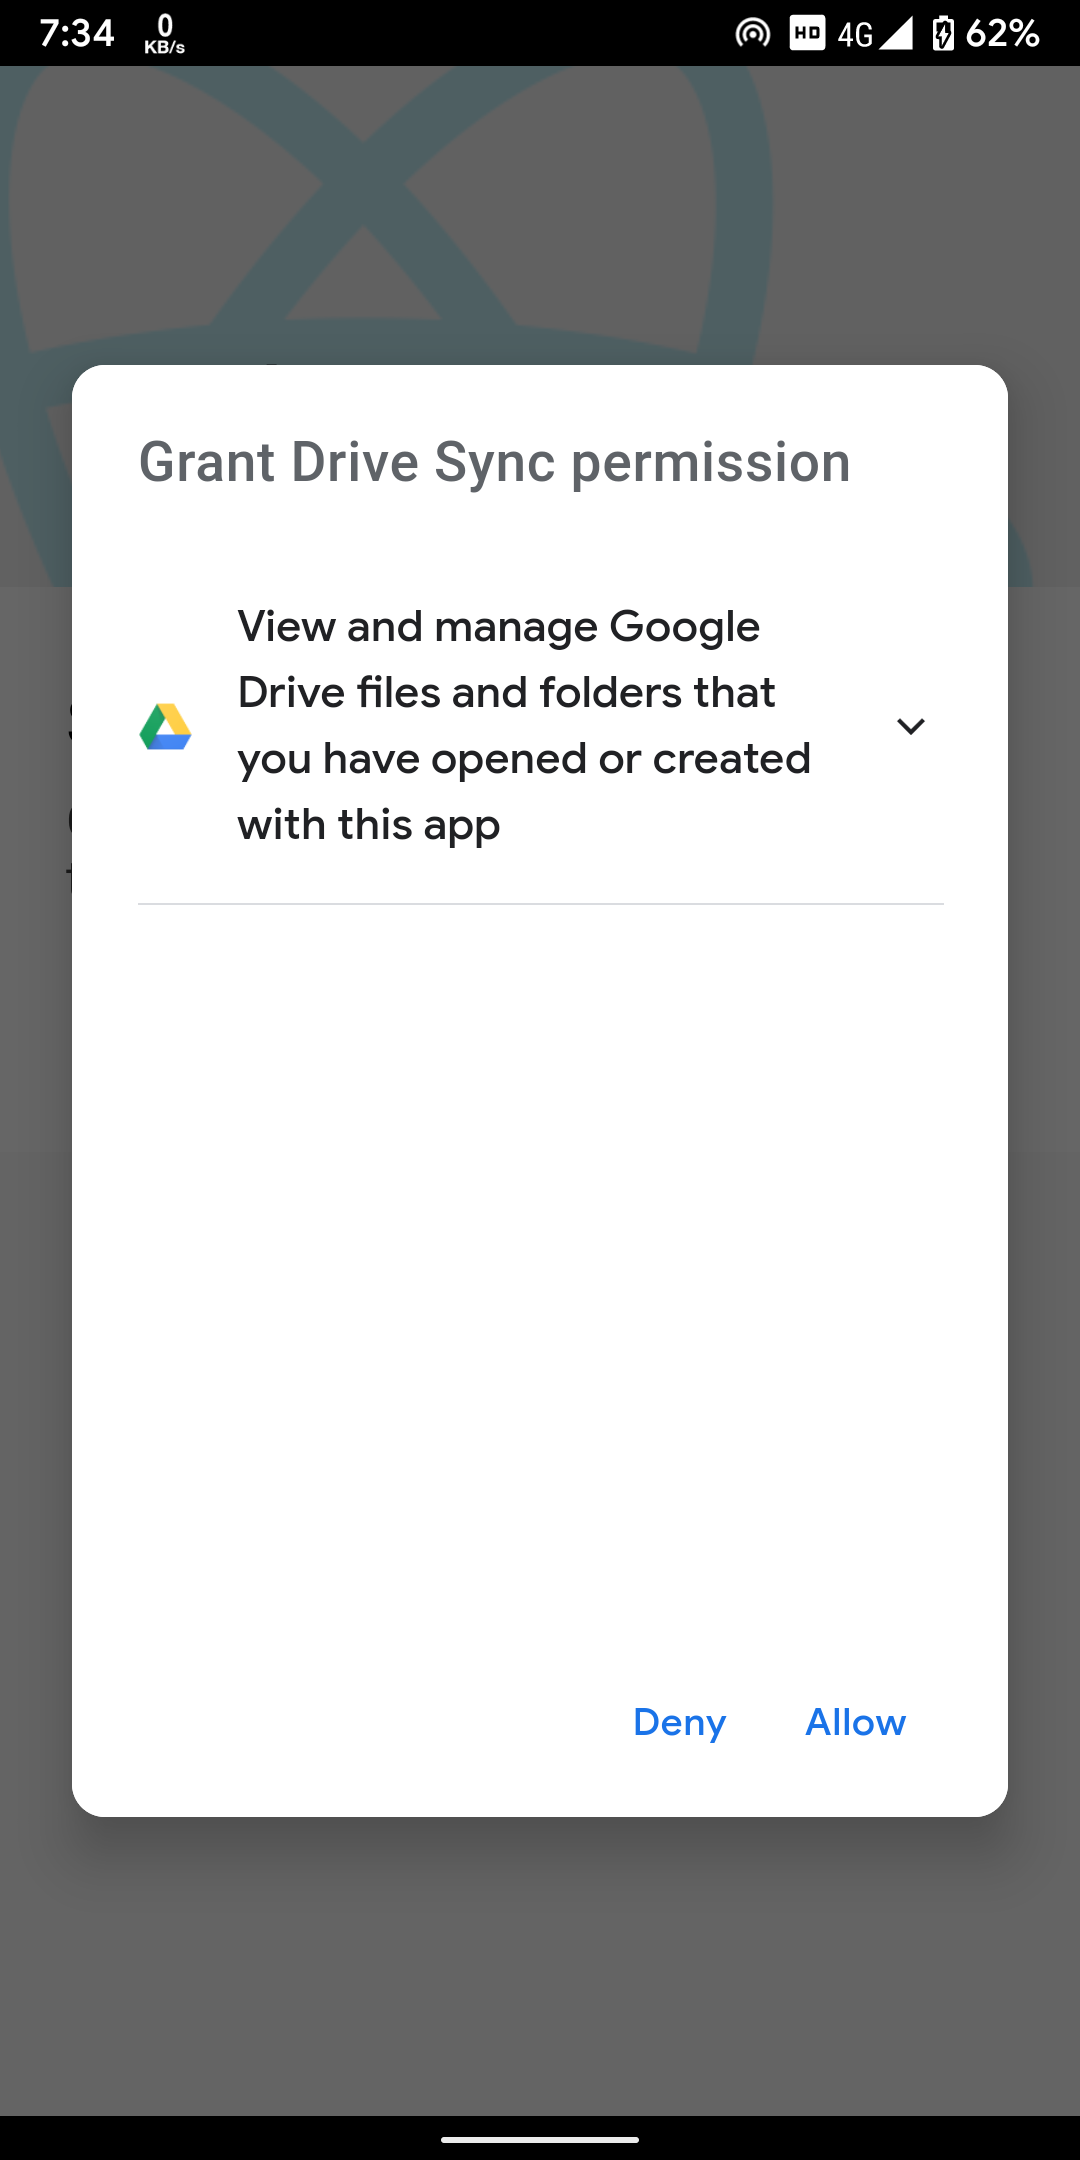 7:34
0
KB/s
HD
4G
62%
Grant Drive Sync permission
View and manage Google
Drive files and folders that
you have opened or created
with this app
Deny
Allow